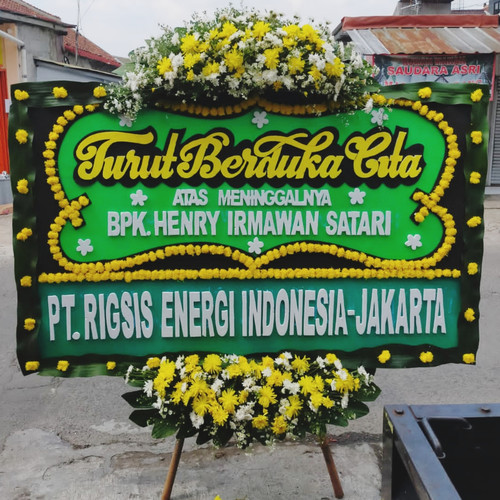 SAUDARA ASRI
Turut Berduka Cita
ATAS MENINGGALNYA
BPK. HENRY IRMAWAN SATARI
PT. RIGSIS ENERGI INDONESIA-JAKARTA